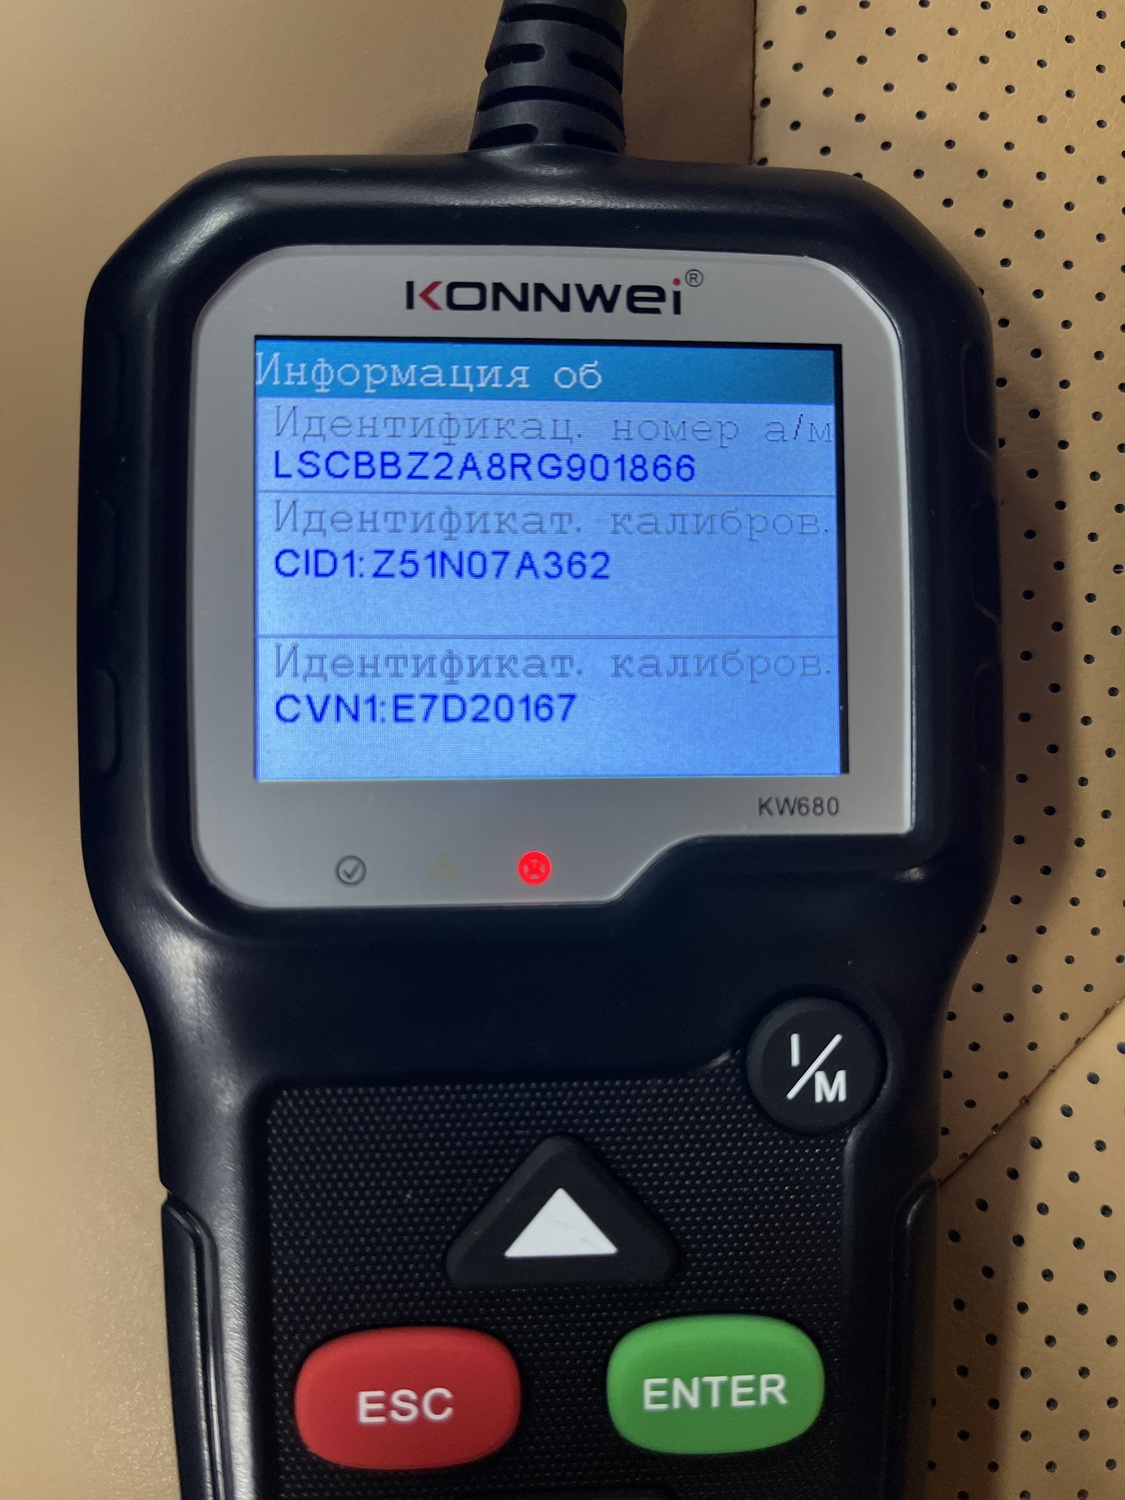 KONNWEI®
Информация об
Идентификац. номер а/м
LSCBBZ2A8RG901866
Идентификат. калибров.
CID1:Z51N07A362
Идентификат. калибров.
CVN1:E7D20167
KW680
I/M
ESC
ENTER